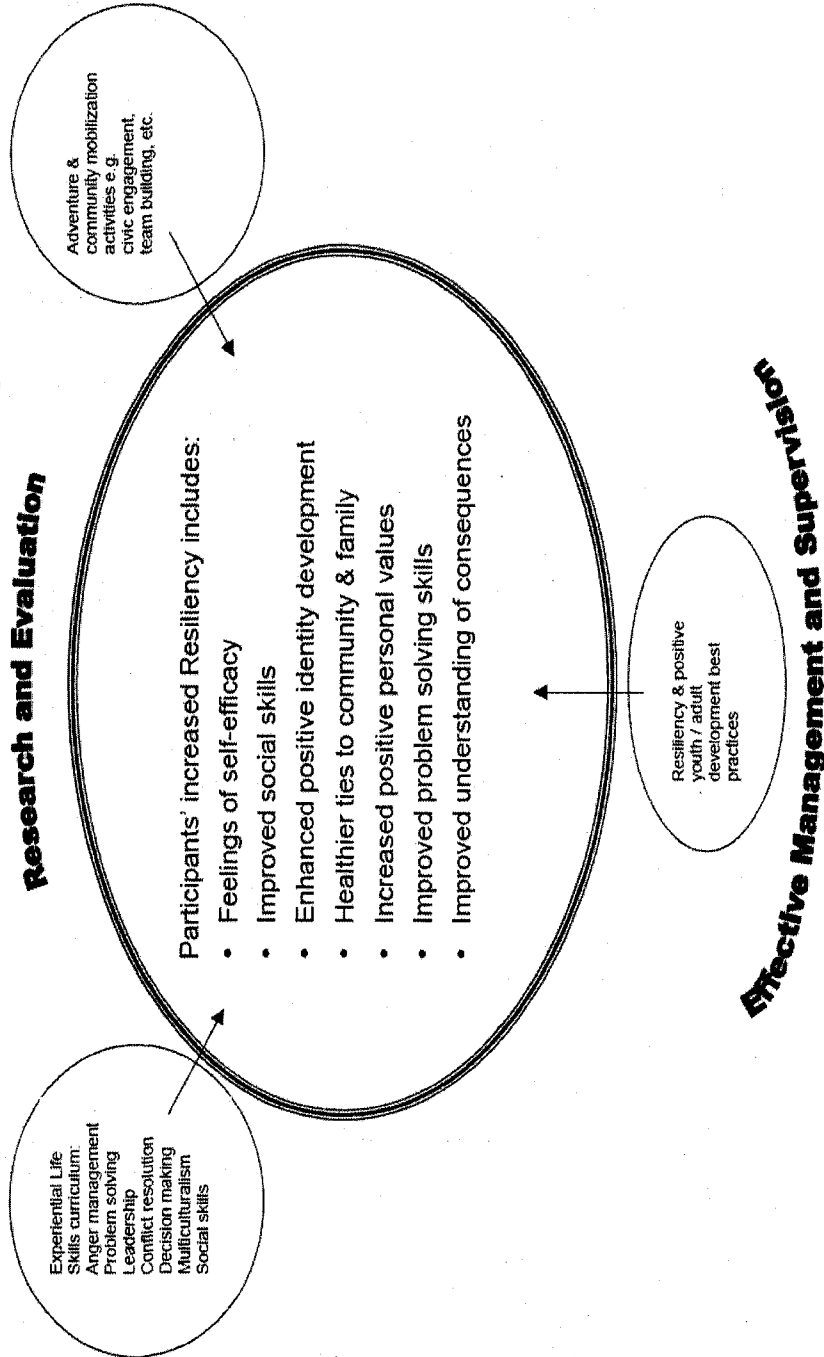 Research and Evaluation
Experiential Life
Skills curriculum:
Anger management
Problem solving
Leadership
Conflict resolution
Decision making
Multiculturalism
Social skills
Adventure &
community mobilization
activities e.g.
civic engagement,
team building, etc.
Participants' increased Resiliency includes:
• Feelings of self-efficacy
• Improved social skills
• Enhanced positive identity development
• Healthier ties to community & family
• Increased positive personal values
• Improved problem solving skills
• Improved understanding of consequences
Resiliency & positive
youth / adult
development best
practices
Effective Management and Supervision